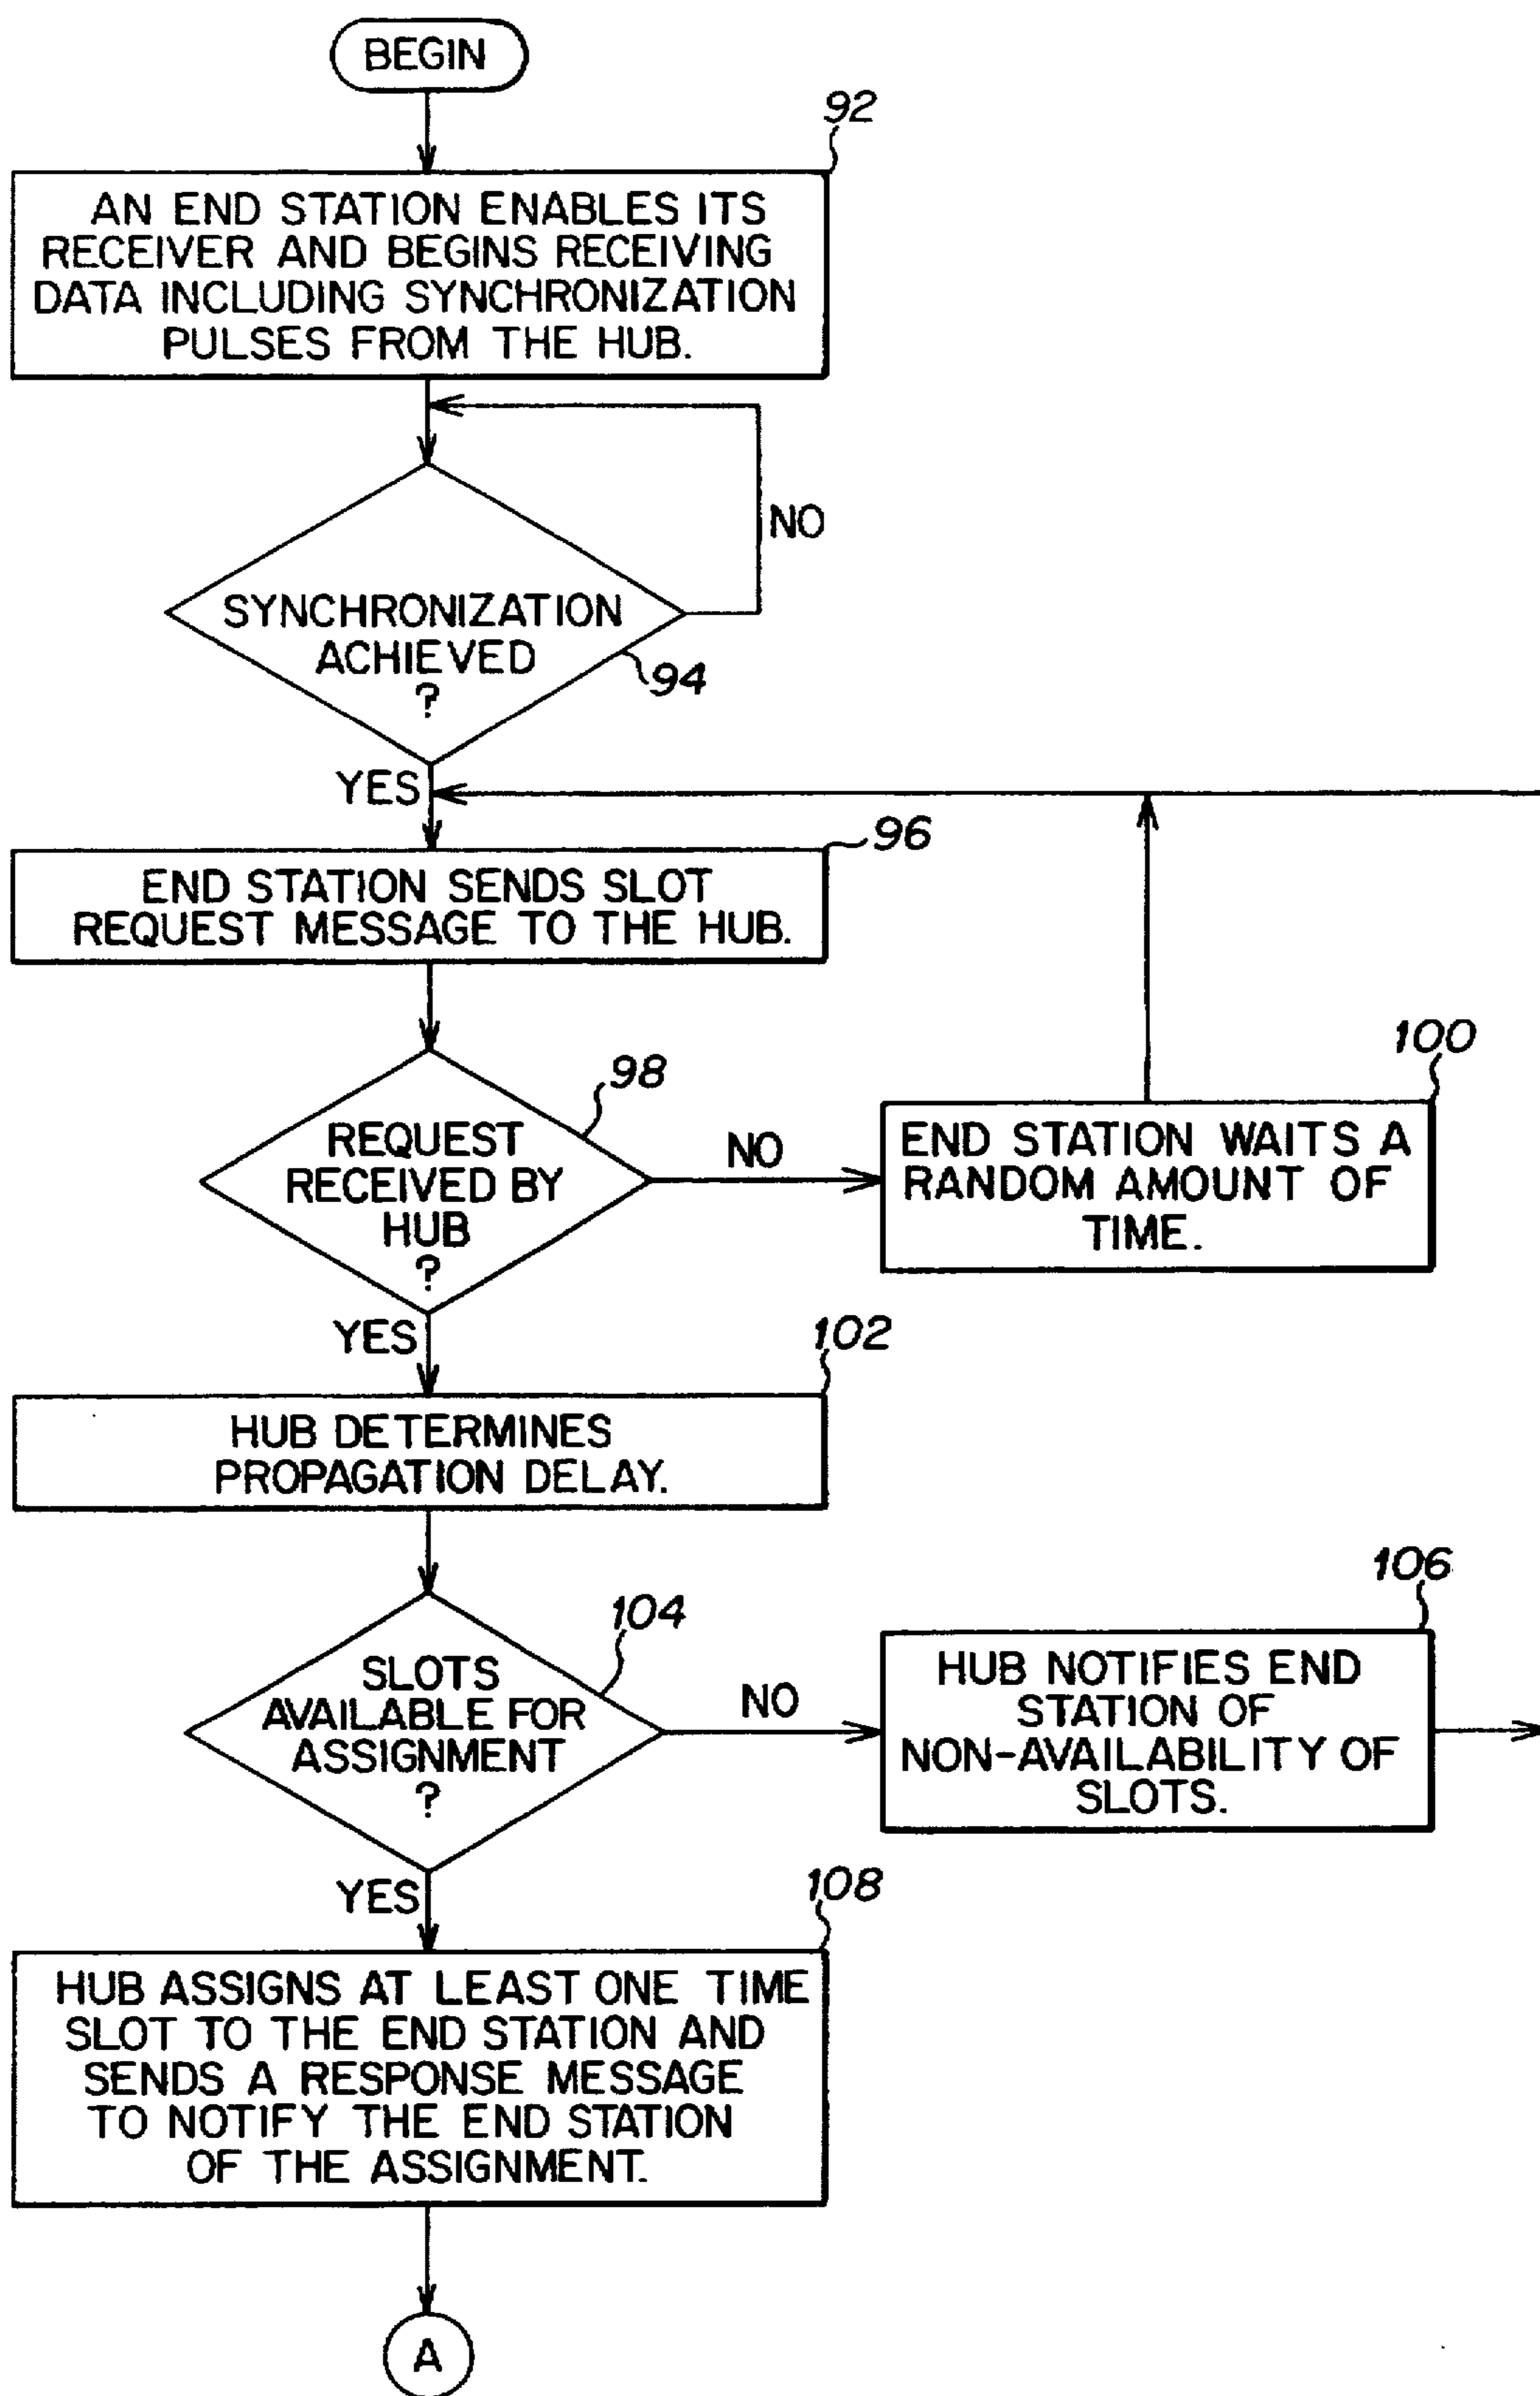 BEGIN
92
AN END STATION ENABLES ITS
RECEIVER AND BEGINS RECEIVING
DATA INCLUDING SYNCHRONIZATION
PULSES FROM THE HUB.
NO
SYNCHRONIZATION
ACHIEVED
?
94
YES
96
END STATION SENDS SLOT
REQUEST MESSAGE TO THE HUB.
98
REQUEST
RECEIVED BY
HUB
?
NO
100
END STATION WAITS A
RANDOM AMOUNT OF
TIME.
YES
102
HUB DETERMINES
PROPAGATION DELAY.
104
SLOTS
AVAILABLE FOR
ASSIGNMENT
?
NO
106
HUB NOTIFIES END
STATION OF
NON-AVAILABILITY OF
SLOTS.
YES
108
HUB ASSIGNS AT LEAST ONE TIME
SLOT TO THE END STATION AND
SENDS A RESPONSE MESSAGE
TO NOTIFY THE END STATION
OF THE ASSIGNMENT.
A